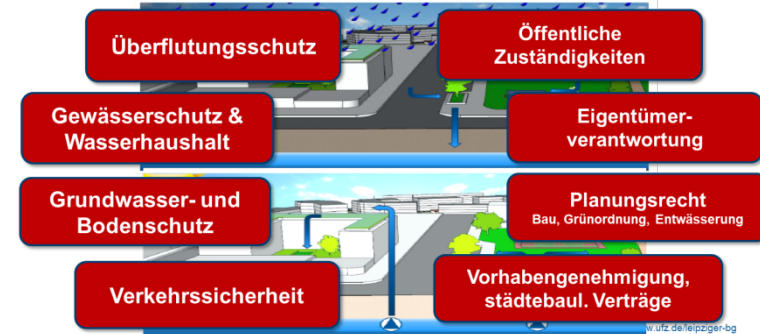 Überflutungsschutz
Öffentliche
Zuständigkeiten
Gewässerschutz &
Wasserhaushalt
Eigentümer-
verantwortung
Grundwasser- und
Bodenschutz
Planungsrecht
Bau, Grünordnung, Entwässerung
Verkehrssicherheit
Vorhabengenehmigung,
städtebaul. Verträge
w.ufz.de/leipziger-bg